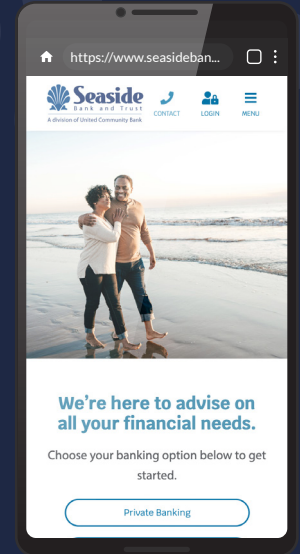 https://www.seasideban...
Seaside
Bank and Trust
A division of United Community Bank
CONTACT
LOGIN
MENU
We're here to advise on
all your financial needs.
Choose your banking option below to get
started.
Private Banking